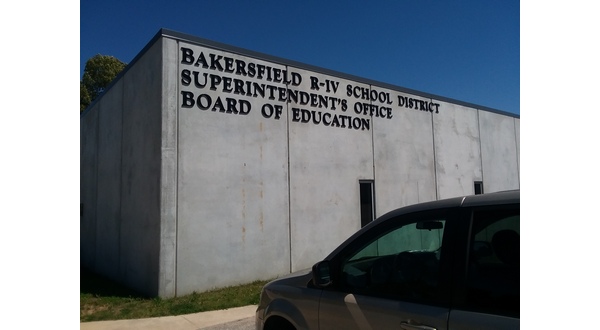 BAKERSFIELD R-IV SCHOOL DISTRICT
SUPERINTENDENT'S OFFICE
BOARD OF EDUCATION